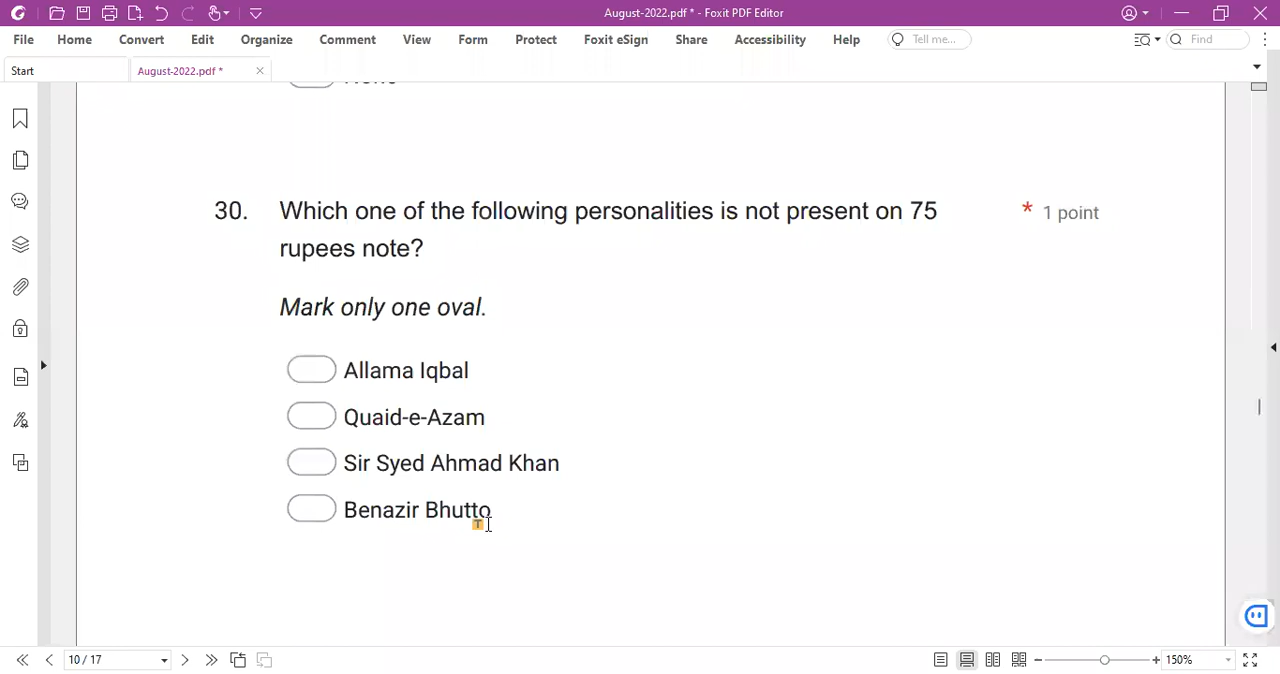 August-2022.pdf * - Foxit PDF Editor
File Home Convert Edit Organize Comment View Form Protect Foxit eSign Share Accessibility Help Tell me... Find
Start August-2022.pdf *
30. Which one of the following personalities is not present on 75 * 1 point
rupees note?
Mark only one oval.
Allama Iqbal
Quaid-e-Azam
Sir Syed Ahmad Khan
Benazir Bhutto
T
10 / 17 150%